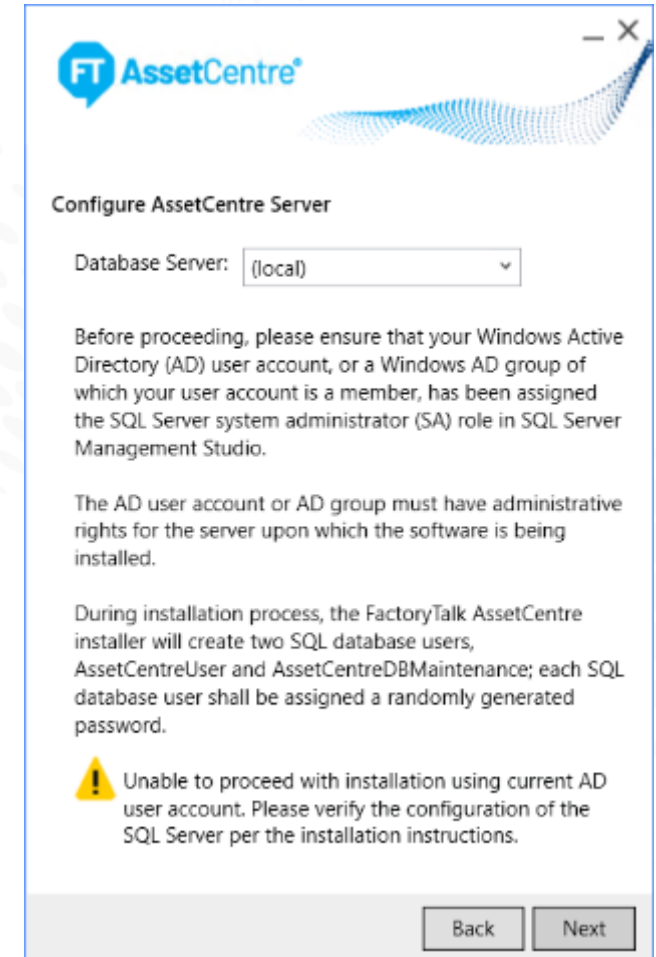 FT AssetCentre®
Configure AssetCentre Server
Database Server: (local)
Before proceeding, please ensure that your Windows Active
Directory (AD) user account, or a Windows AD group of
which your user account is a member, has been assigned
the SQL Server system administrator (SA) role in SQL Server
Management Studio.
The AD user account or AD group must have administrative
rights for the server upon which the software is being
installed.
During installation process, the FactoryTalk AssetCentre
installer will create two SQL database users,
AssetCentreUser and AssetCentreDBMaintenance; each SQL
database user shall be assigned a randomly generated
password.
Unable to proceed with installation using current AD
user account. Please verify the configuration of the
SQL Server per the installation instructions.
Back Next